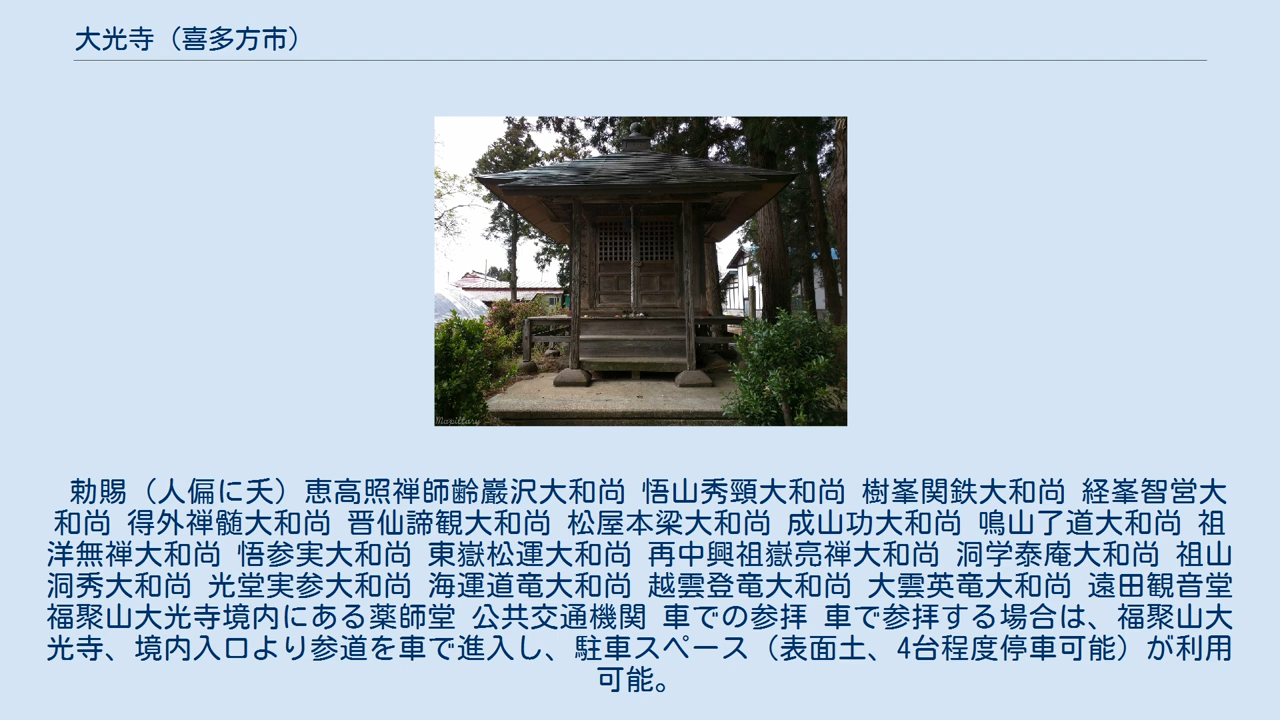 大光寺（喜多方市）
Mapillary
勅賜（人偏に夭）恵高照禅師齢巖沢大和尚 悟山秀頸大和尚 樹峯関鉄大和尚 経峯智営大
和尚 得外禅髄大和尚 晋仙諦観大和尚 松屋本梁大和尚 成山功大和尚 鳴山了道大和尚 祖
洋無禅大和尚 悟参実大和尚 東嶽松運大和尚 再中興祖嶽亮禅大和尚 洞学泰庵大和尚 祖山
洞秀大和尚 光堂実参大和尚 海運道竜大和尚 越雲登竜大和尚 大雲英竜大和尚 遠田観音堂
福聚山大光寺境内にある薬師堂 公共交通機関 車での参拝 車で参拝する場合は、福聚山大
光寺、境内入口より参道を車で進入し、駐車スペース（表面土、4台程度停車可能）が利用
可能。